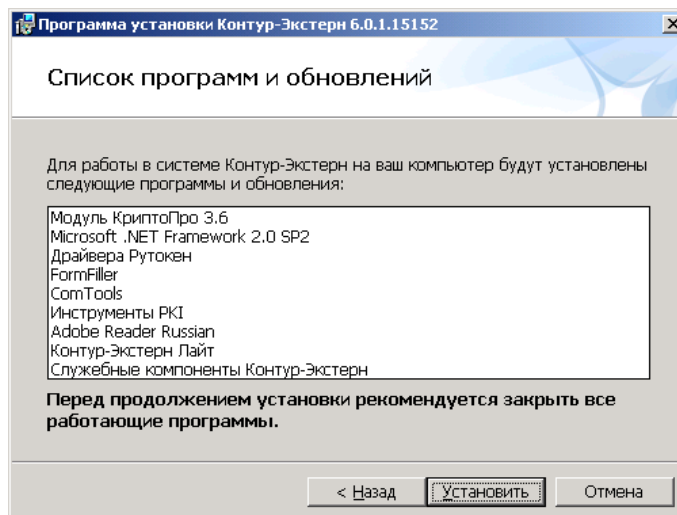 Программа установки Контур-Экстерн 6.0.1.15152
Список программ и обновлений
Для работы в системе Контур-Экстерн на ваш компьютер будут установлены
следующие программы и обновления:
Модуль КриптоПро 3.6
Microsoft .NET Framework 2.0 SP2
Драйвера Рутокен
FormFiller
ComTools
Инструменты PKI
Adobe Reader Russian
Контур-Экстерн Лайт
Служебные компоненты Контур-Экстерн
Перед продолжением установки рекомендуется закрыть все
работающие программы.
< Назад
Установить
Отмена